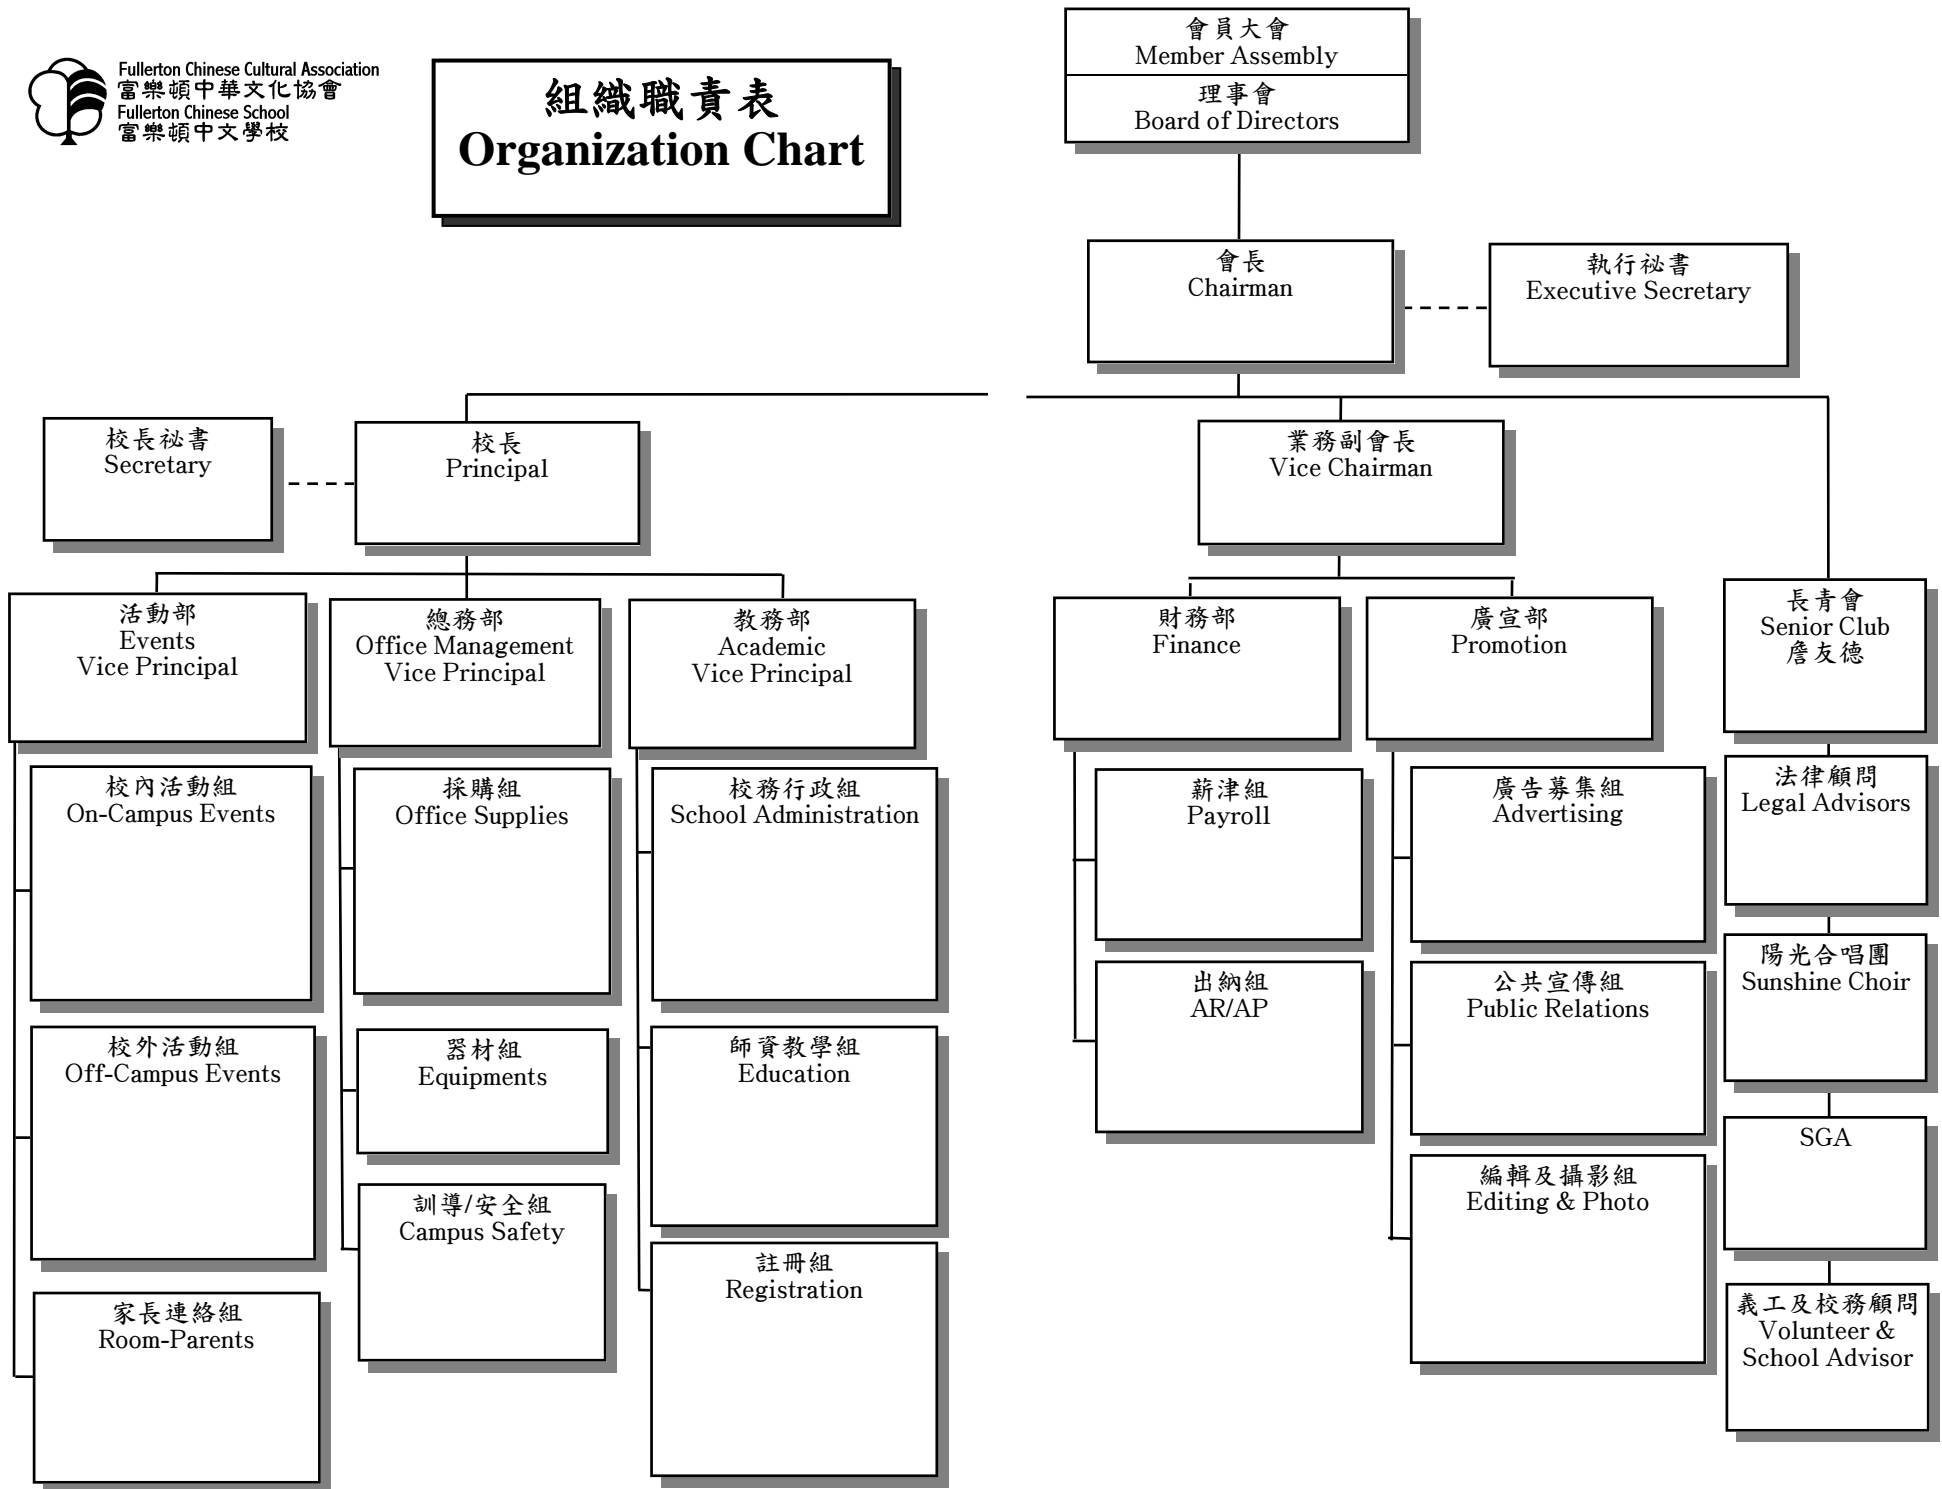 Fullerton Chinese Cultural Association
富樂頓中華文化協會
Fullerton Chinese School
富樂頓中文學校
組織職責表
Organization Chart
會員大會
Member Assembly
理事會
Board of Directors
會長
Chairman
執行祕書
Executive Secretary
校長祕書
Secretary
校長
Principal
業務副會長
Vice Chairman
活動部
Events
Vice Principal
總務部
Office Management
Vice Principal
教務部
Academic
Vice Principal
財務部
Finance
廣宣部
Promotion
長青會
Senior Club
詹友德
校內活動組
On-Campus Events
採購組
Office Supplies
校務行政組
School Administration
薪津組
Payroll
廣告募集組
Advertising
法律顧問
Legal Advisors
陽光合唱團
Sunshine Choir
出納組
AR/AP
公共宣傳組
Public Relations
校外活動組
Off-Campus Events
器材組
Equipments
師資教學組
Education
SGA
編輯及攝影組
Editing & Photo
訓導/安全組
Campus Safety
註冊組
Registration
家長連絡組
Room-Parents
義工及校務顧問
Volunteer &
School Advisor